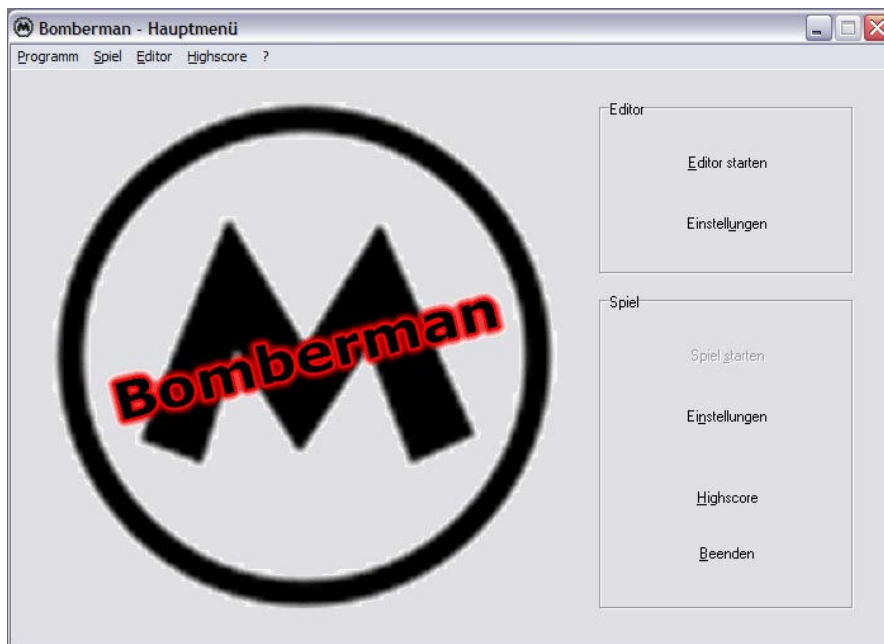 Bomberman - Hauptmenü
Programm Spiel Editor Highscore ?
Editor
Editor starten
Einstellungen
Bomberman
Spiel
Spiel starten
Einstellungen
Highscore
Beenden